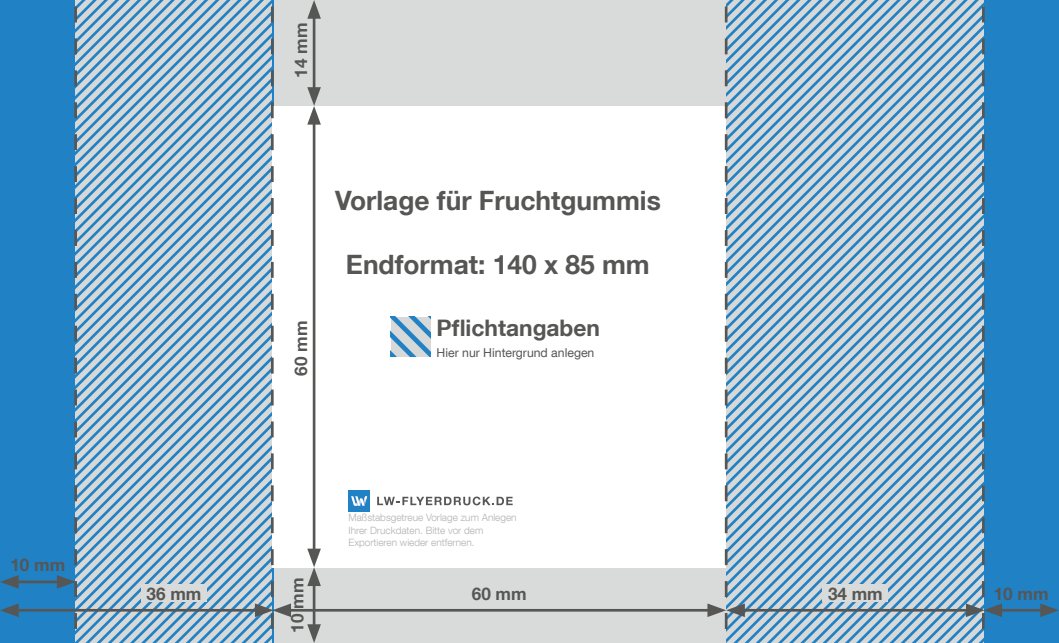 14 mm
Vorlage für Fruchtgummis
Endformat: 140 x 85 mm
Pflichtangaben
Hier nur Hintergrund anlegen
60 mm
LW LW-FLYERDRUCK.DE
Maßstabsgetreue Vorlage zum Anlegen
Ihrer Druckdaten. Bitte vor dem
Exportieren wieder entfernen.
10 mm
36 mm
10 mm
60 mm
34 mm
10 mm